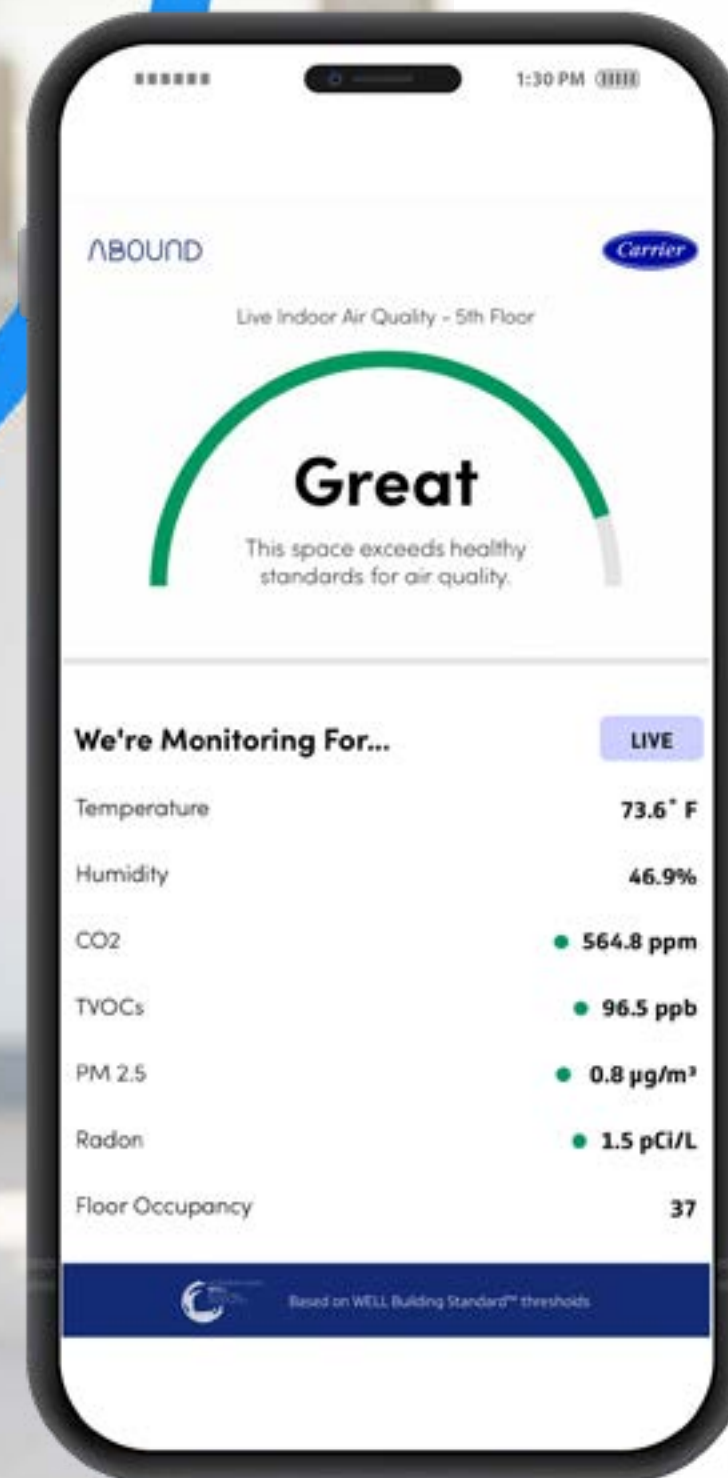 1:30 PM
ABOUND
Carrier
Live Indoor Air Quality - 5th Floor
Great
This space exceeds healthy
standards for air quality.
We're Monitoring For...
LIVE
Temperature
73.6° F
Humidity
46.9%
CO2
564.8 ppm
TVOCs
96.5 ppb
PM 2.5
0.8 µg/m³
Radon
1.5 pCi/L
Floor Occupancy
37
Based on WELL Building Standard™ thresholds